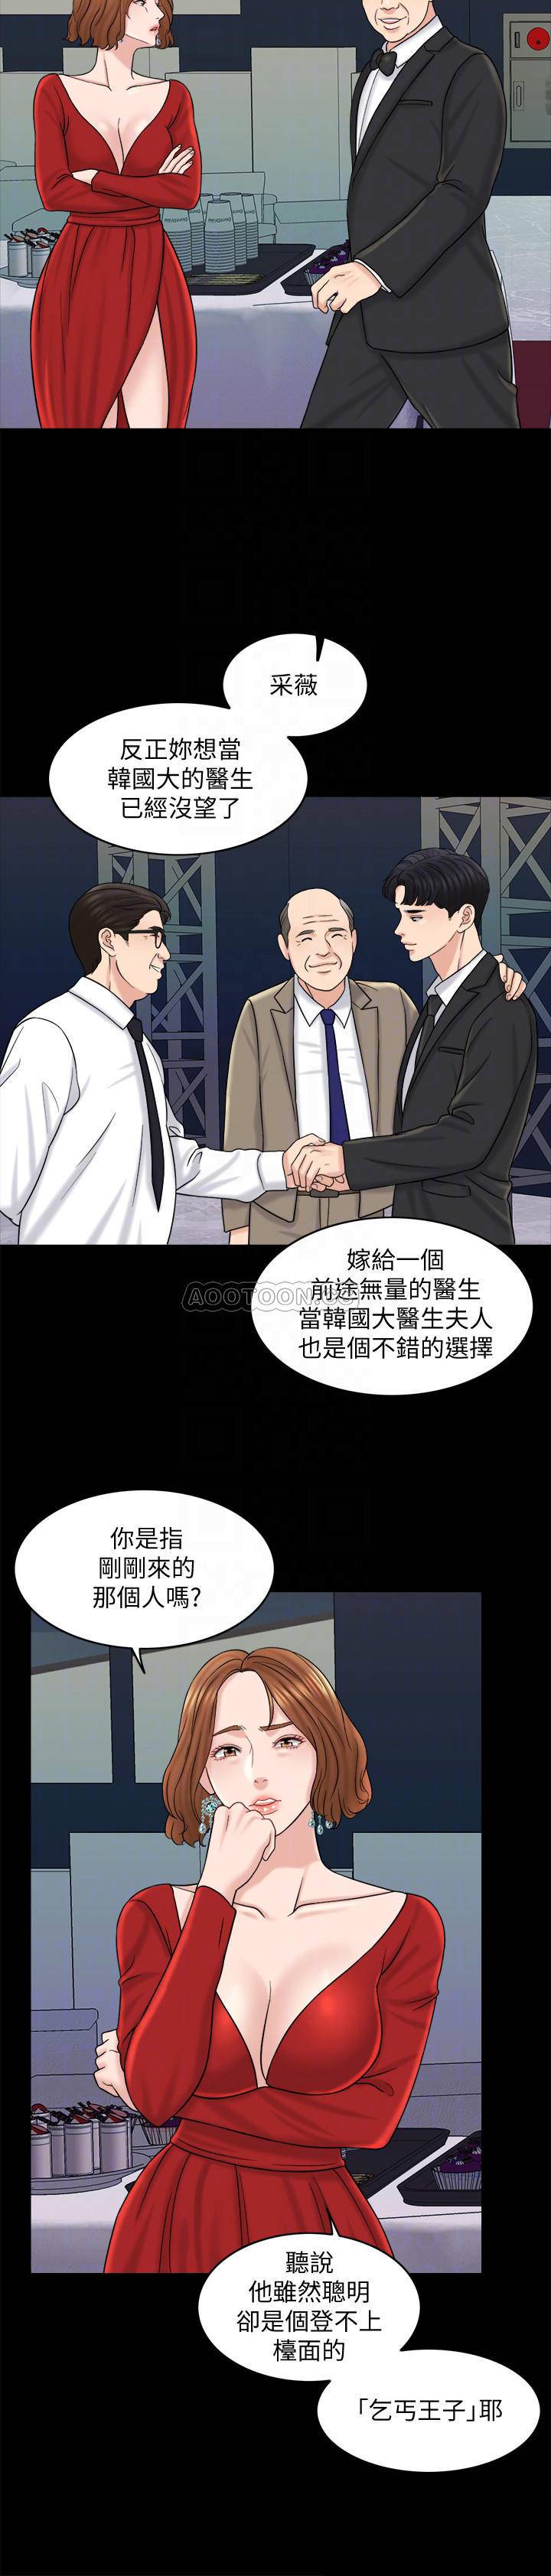 采薇
反正妳想當
韓國大的醫生
已經沒望了
嫁給一個
前途無量的醫生
當韓國大醫生夫人
也是個不錯的選擇
AOOTOON.CC
你是指
剛剛來的
那個人嗎?
聽說
他雖然聰明
卻是個登不上
檯面的
「乞丐王子」耶